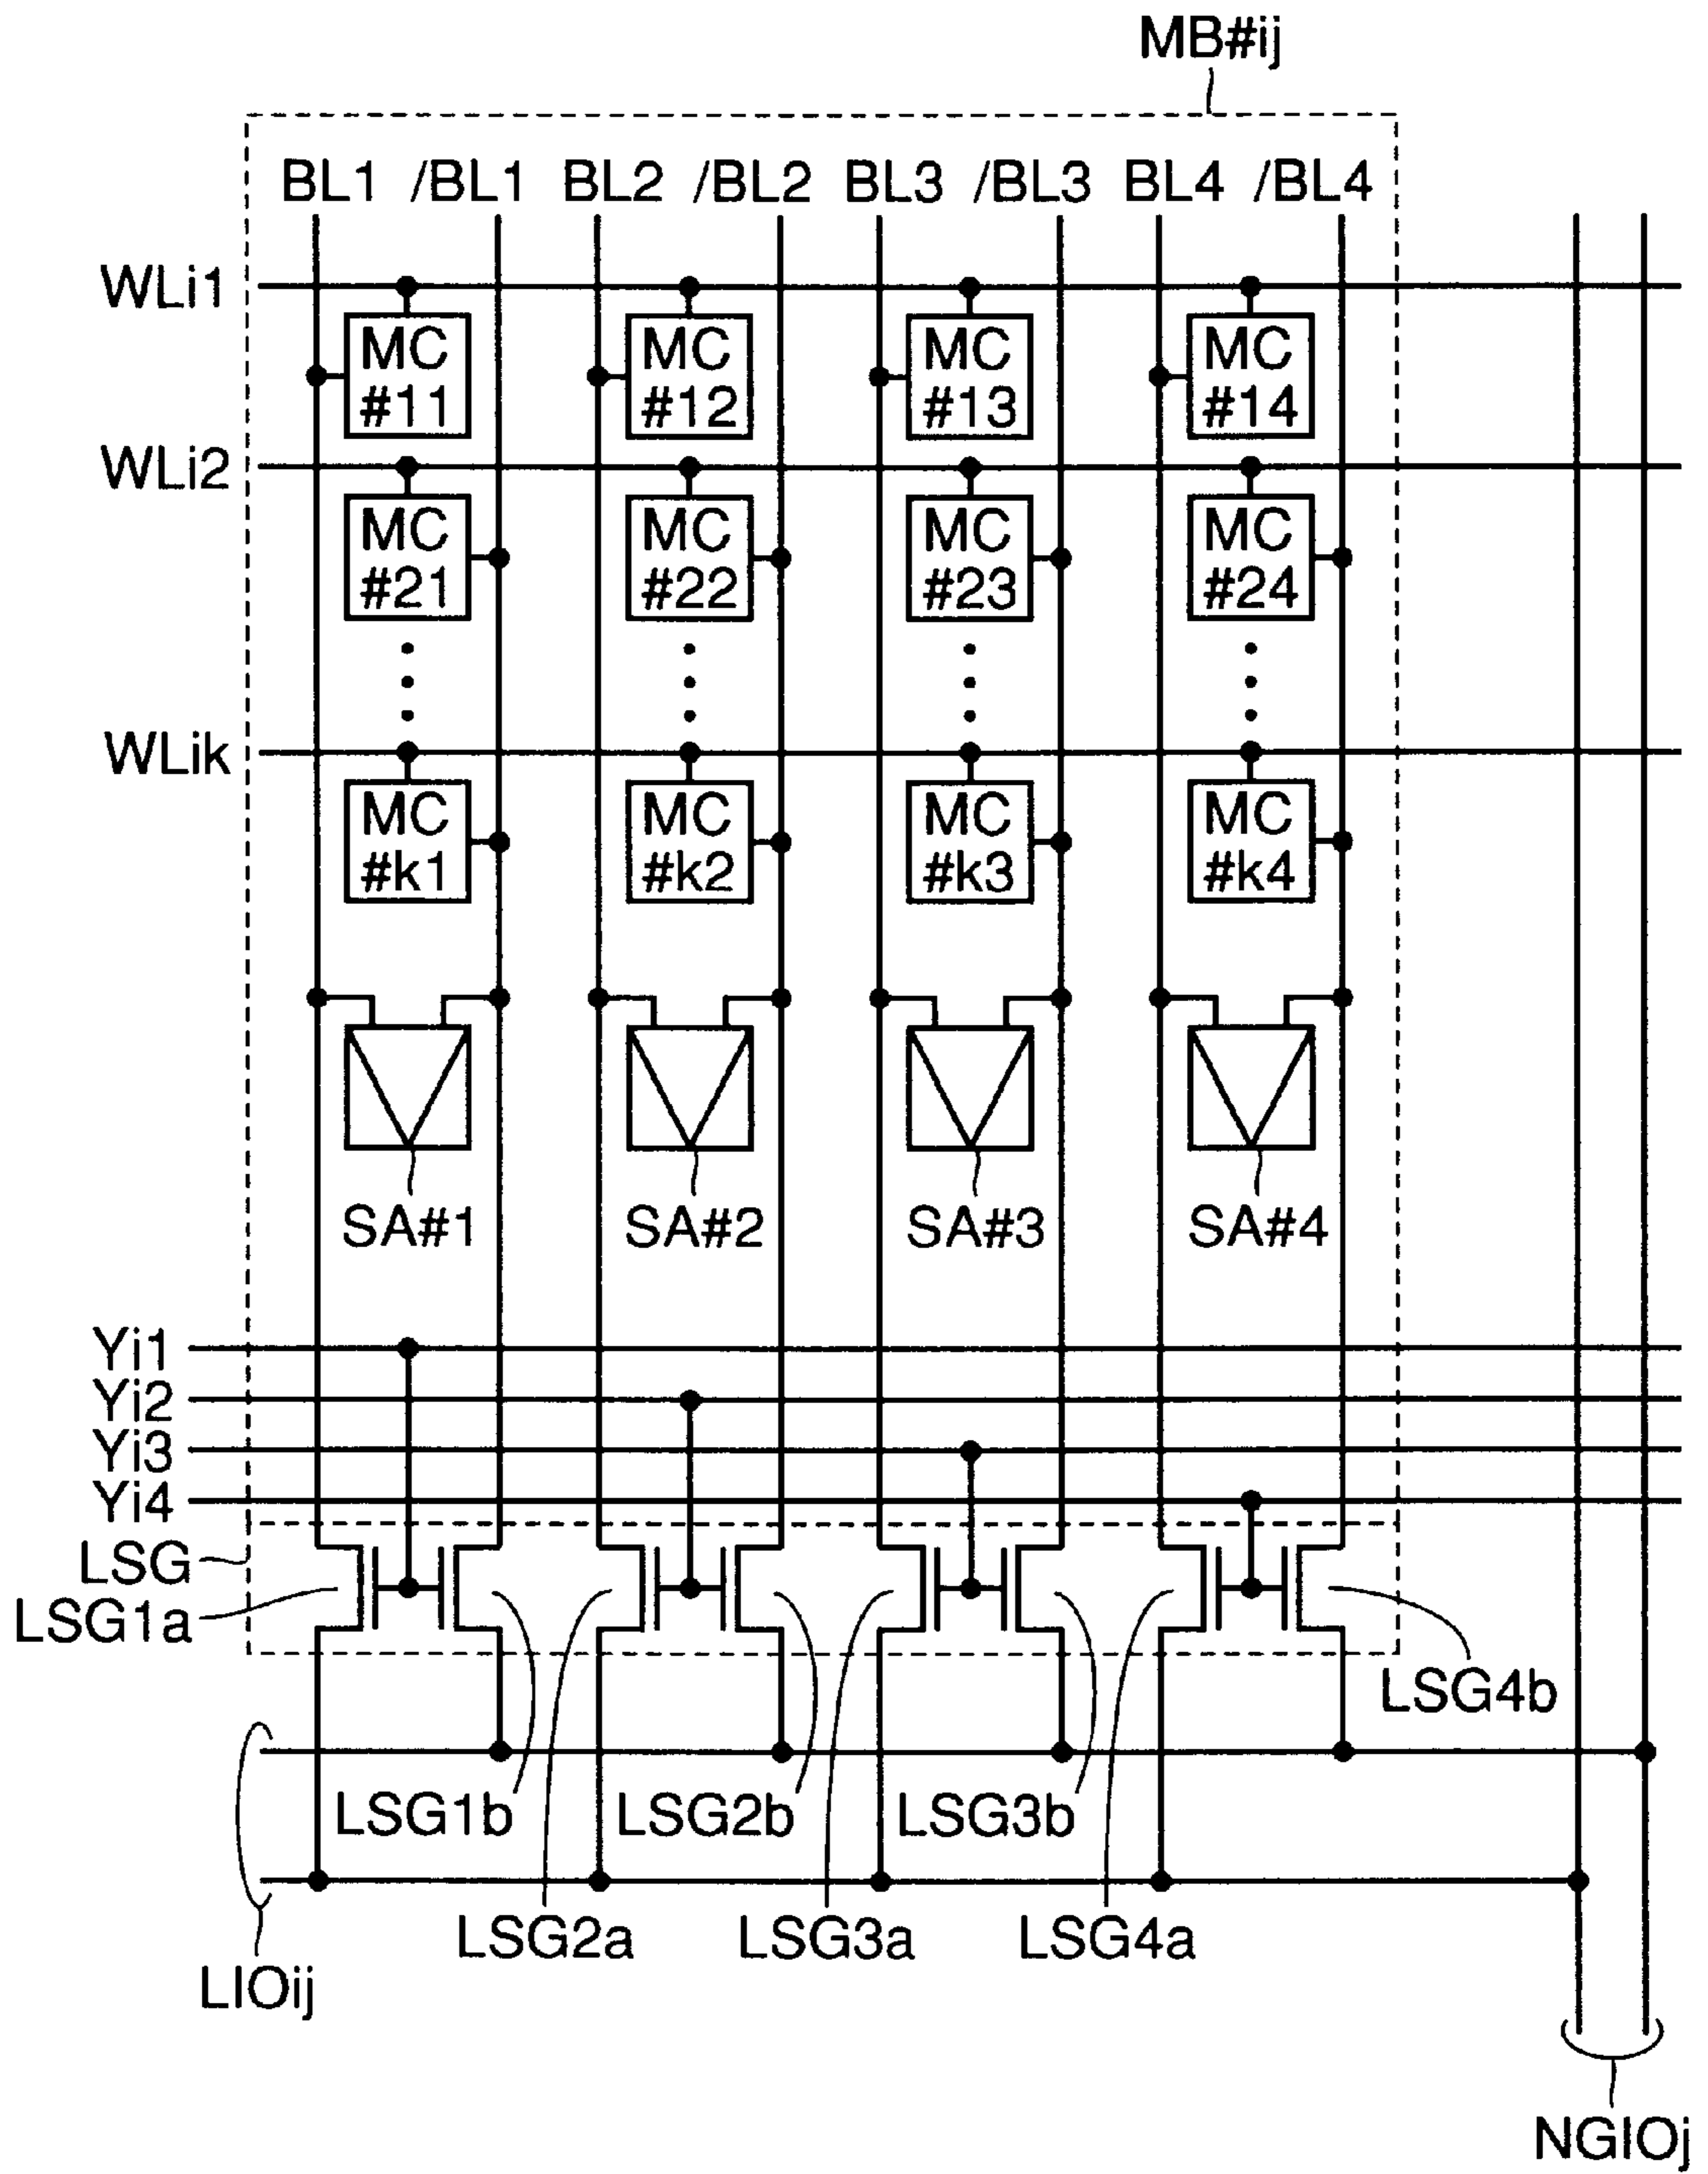 MB#ij
BL1 /BL1 BL2 /BL2 BL3 /BL3 BL4 /BL4
WLi1
MC #11
MC #12
MC #13
MC #14
WLi2
MC #21
MC #22
MC #23
MC #24
WLik
MC #k1
MC #k2
MC #k3
MC #k4
SA#1 SA#2 SA#3 SA#4
Yi1
Yi2
Yi3
Yi4
LSG
LSG1a
LSG4b
LSG1b LSG2b LSG3b
LSG2a LSG3a LSG4a
LIOij
NGIOj